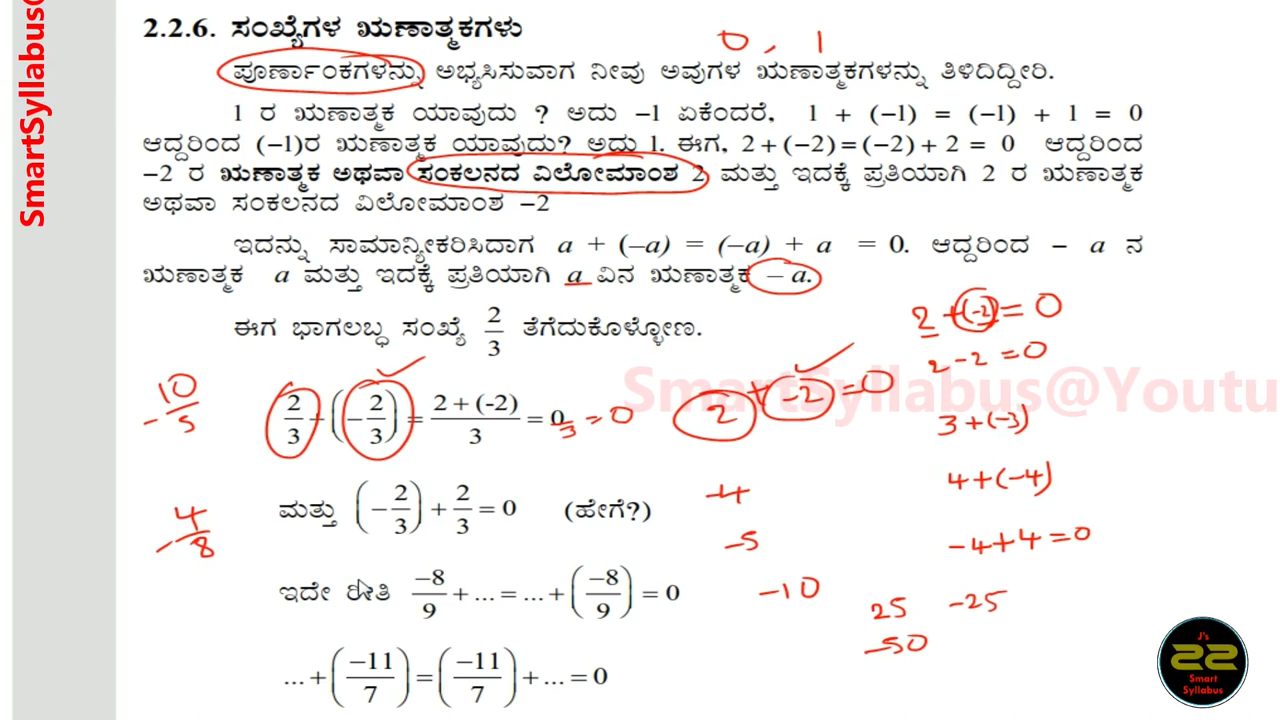 SmartSyllabus@
2.2.6. ಸಂಖ್ಯೆಗಳ ಋಣಾತ್ಮಕಗಳು
0, 1
ಪೂರ್ಣಾಂಕಗಳನ್ನು ಅಭ್ಯಸಿಸುವಾಗ ನೀವು ಅವುಗಳ ಋಣಾತ್ಮಕಗಳನ್ನು ತಿಳಿದಿದ್ದೀರಿ.
1 ರ ಋಣಾತ್ಮಕ ಯಾವುದು ? ಅದು –1 ಏಕೆಂದರೆ, 1 + (–1) = (–1) + 1 = 0
ಆದ್ದರಿಂದ (–1)ರ ಋಣಾತ್ಮಕ ಯಾವುದು? ಅದು 1. ಈಗ, 2 + (–2) = (–2) + 2 = 0 ಆದ್ದರಿಂದ
–2 ರ ಋಣಾತ್ಮಕ ಅಥವಾ ಸಂಕಲನದ ವಿಲೋಮಾಂಶ 2 ಮತ್ತು ಇದಕ್ಕೆ ಪ್ರತಿಯಾಗಿ 2 ರ ಋಣಾತ್ಮಕ
ಅಥವಾ ಸಂಕಲನದ ವಿಲೋಮಾಂಶ –2
ಇದನ್ನು ಸಾಮಾನ್ಯೀಕರಿಸಿದಾಗ a + (–a) = (–a) + a = 0. ಆದ್ದರಿಂದ – a ನ
ಋಣಾತ್ಮಕ a ಮತ್ತು ಇದಕ್ಕೆ ಪ್ರತಿಯಾಗಿ a ವಿನ ಋಣಾತ್ಮಕ – a.
2 + (-2) = 0
ಈಗ ಭಾಗಲಬ್ಧ ಸಂಖ್ಯೆ 2/3 ತೆಗೆದುಕೊಳ್ಳೋಣ.
2 - 2 = 0
SmartSyllabus@Youtu
-10/5
2/3 + (–2/3) = 2 + (-2)/3 = 0/3 = 0
2 + -2 = 0
3 + (-3)
4 + (-4)
-4
-4/8
ಮತ್ತು (–2/3) + 2/3 = 0 (ಹೇಗೆ?)
-5
-4 + 4 = 0
ಇದೇ ರೀತಿ –8/9 + ... = ... + (–8/9) = 0
-10
25 -25
-50
... + (–11/7) = (–11/7) + ... = 0
J's
22
Smart
Syllabus